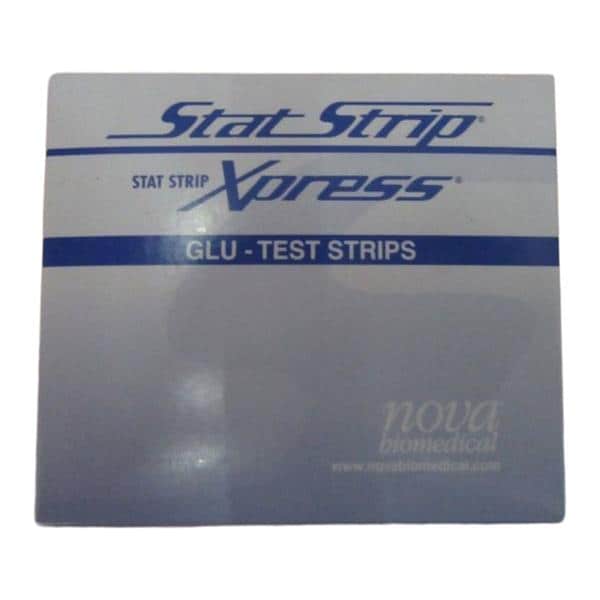 Stat Strip®
STAT STRIP Xpress®
GLU - TEST STRIPS
nova
biomedical
www.novabiomedical.com